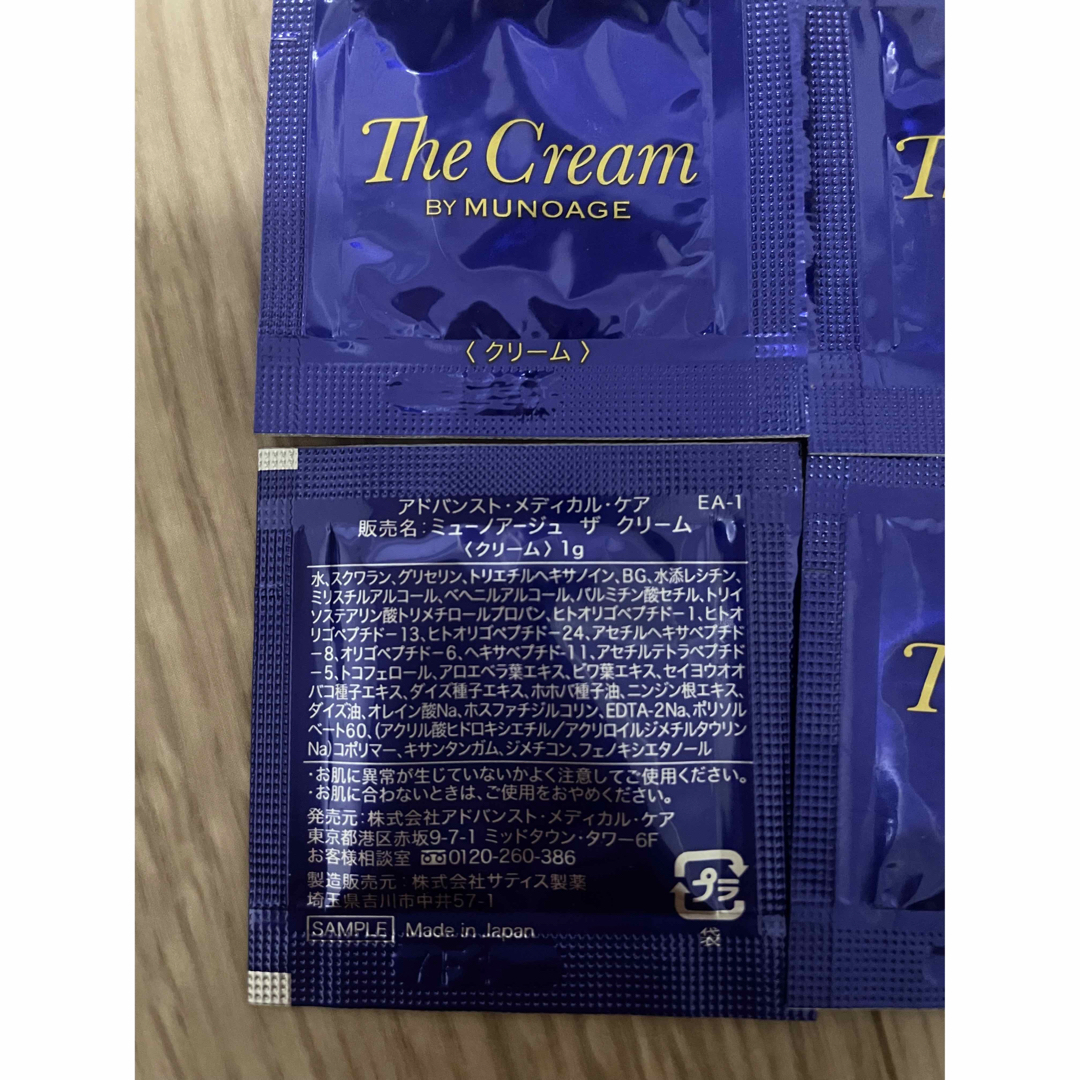 The Cream
BY MUNOAGE
〈 クリーム 〉
アドバンスト・メディカル・ケア EA-1
販売名：ミューノアージュ ザ クリーム
〈クリーム〉1g
水、スクワラン、グリセリン、トリエチルヘキサノイン、BG、水添レシチン、
ミリスチルアルコール、ベヘニルアルコール、パルミチン酸セチル、トリイ
ソステアリン酸トリメチロールプロパン、ヒトオリゴペプチド-1、ヒトオ
リゴペプチド-13、ヒトオリゴペプチド-24、アセチルヘキサペプチド
-8、オリゴペプチド-6、ヘキサペプチド-11、アセチルテトラペプチド
-5、トコフェロール、アロエベラ葉エキス、ビワ葉エキス、セイヨウオオ
バコ種子エキス、ダイズ種子エキス、ホホバ種子油、ニンジン根エキス、
ダイズ油、オレイン酸Na、ホスファチジルコリン、EDTA-2Na、ポリソル
ベート60、(アクリル酸ヒドロキシエチル/アクリロイルジメチルタウリン
Na)コポリマー、キサンタンガム、ジメチコン、フェノキシエタノール
・お肌に異常が生じていないかよく注意してご使用ください。
・お肌に合わないときは、ご使用をおやめください。
発売元：株式会社アドバンスト・メディカル・ケア
東京都港区赤坂9-7-1 ミッドタウン・タワー6F
お客様相談室 0120-260-386
製造販売元：株式会社サティス製薬
埼玉県吉川市中井57-1
SAMPLE Made in Japan
プラ
袋